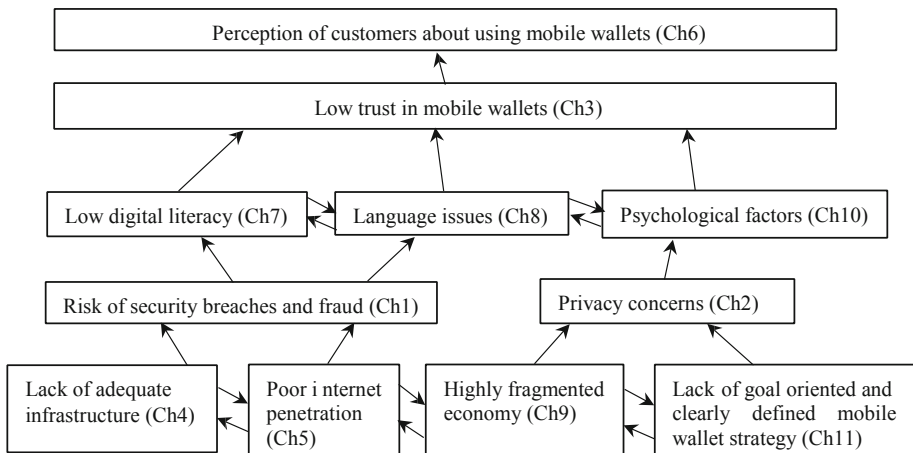 Perception of customers about using mobile wallets (Ch6)
Low trust in mobile wallets (Ch3)
Low digital literacy (Ch7)
Language issues (Ch8)
Psychological factors (Ch10)
Risk of security breaches and fraud (Ch1)
Privacy concerns (Ch2)
Lack of adequate
infrastructure (Ch4)
Poor i nternet
penetration
(Ch5)
Highly fragmented
economy (Ch9)
Lack of goal oriented and
clearly defined mobile
wallet strategy (Ch11)